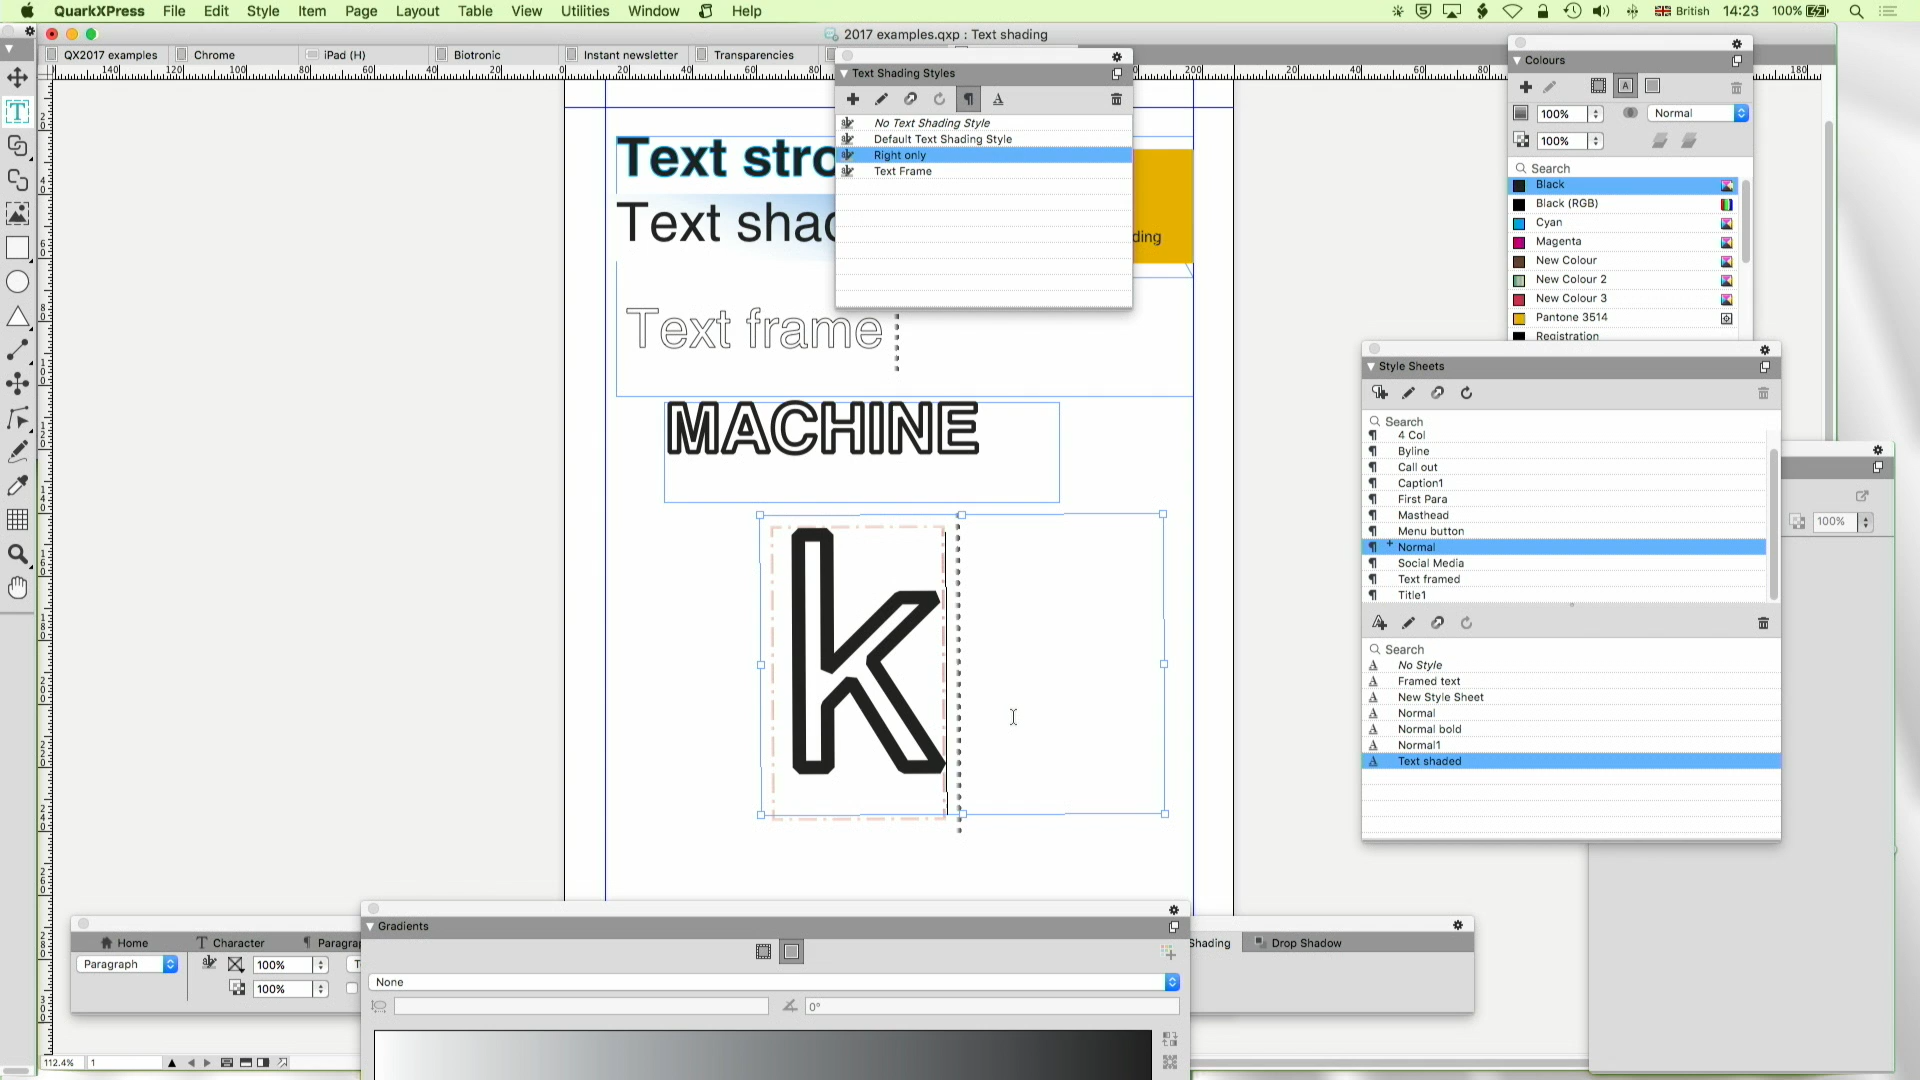 QuarkXPress File Edit Style Item Page Layout Table View Utilities Window Help British 14:23 100%
2017 examples.qxp : Text shading
QX2017 examples Chrome iPad (H) Biotronic Instant newsletter Transparencies
Text Shading Styles
No Text Shading Style
Default Text Shading Style
Right only
Text Frame
Text stro
Text shad
ding
Text frame
MACHINE
k
Colours
100% Normal
100%
Search
Black
Black (RGB)
Cyan
Magenta
New Colour
New Colour 2
New Colour 3
Pantone 3514
Registration
Style Sheets
Search
4 Col
Byline
Call out
Caption1
First Para
Masthead
Menu button
Normal
Social Media
Text framed
Title1
Search
No Style
Framed text
New Style Sheet
Normal
Normal bold
Normal1
Text shaded
100%
Home Character Paragra
Paragraph 100%
100%
Gradients
None
0°
Shading Drop Shadow
112.4% 1